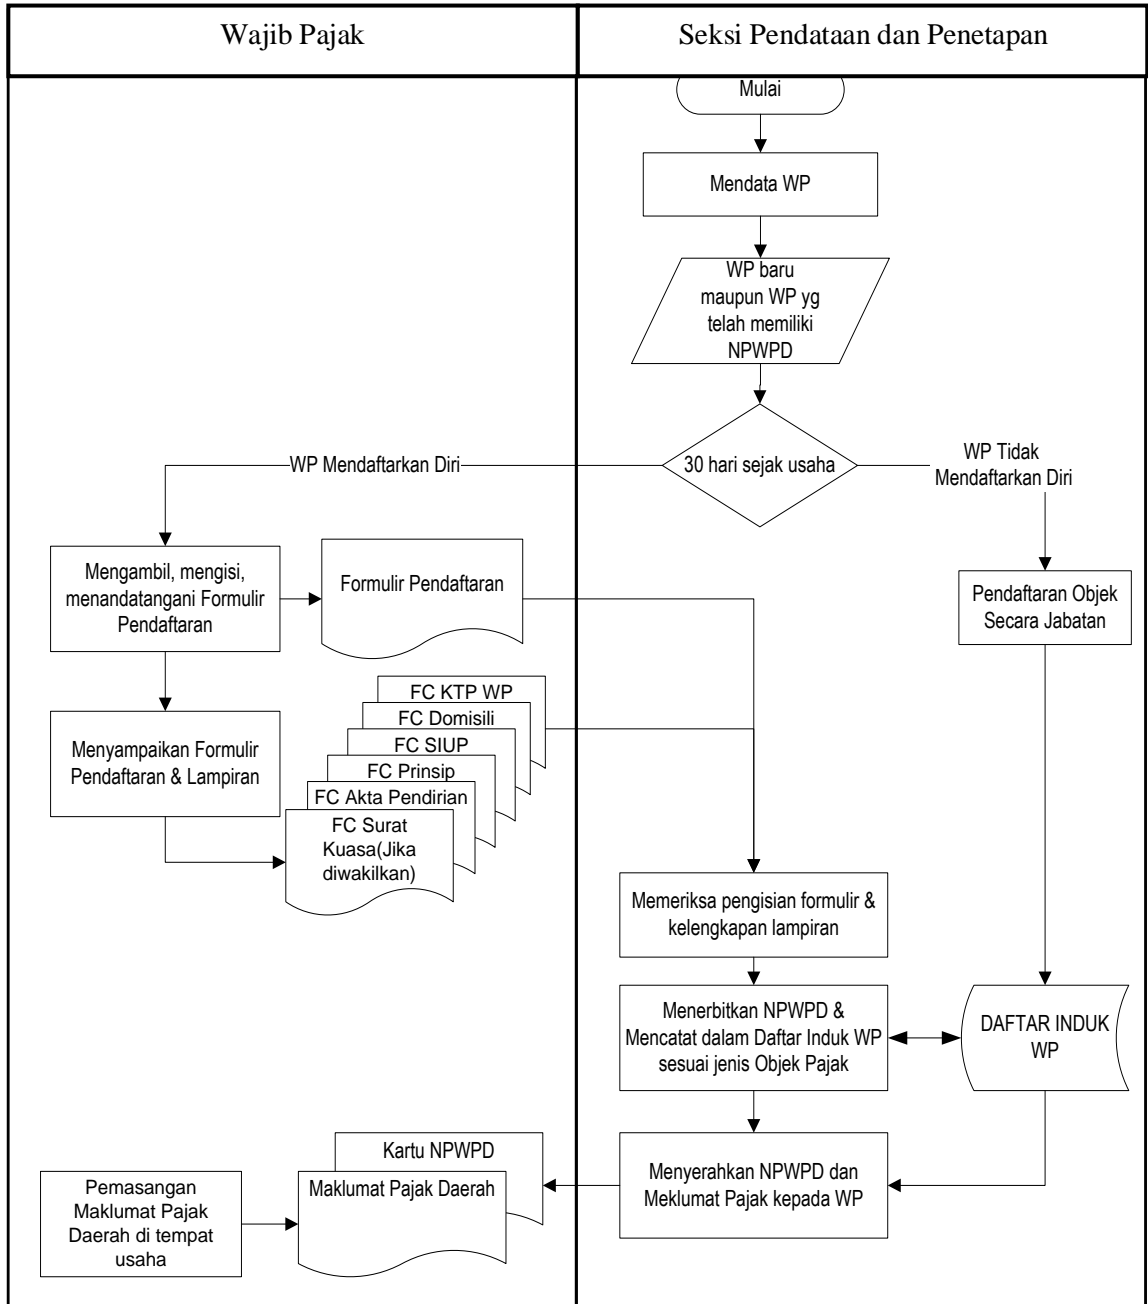 Wajib Pajak
Seksi Pendataan dan Penetapan
Mulai
Mendata WP
WP baru
maupun WP yg
telah memiliki
NPWPD
30 hari sejak usaha
WP Mendaftarkan Diri
WP Tidak
Mendaftarkan Diri
Mengambil, mengisi,
menandatangani Formulir
Pendaftaran
Formulir Pendaftaran
Pendaftaran Objek
Secara Jabatan
Menyampaikan Formulir
Pendaftaran & Lampiran
FC KTP WP
FC Domisili
FC SIUP
FC Prinsip
FC Akta Pendirian
FC Surat
Kuasa(Jika
diwakilkan)
Memeriksa pengisian formulir &
kelengkapan lampiran
Menerbitkan NPWPD &
Mencatat dalam Daftar Induk WP
sesuai jenis Objek Pajak
DAFTAR INDUK
WP
Menyerahkan NPWPD dan
Meklumat Pajak kepada WP
Kartu NPWPD
Maklumat Pajak Daerah
Pemasangan
Maklumat Pajak
Daerah di tempat
usaha